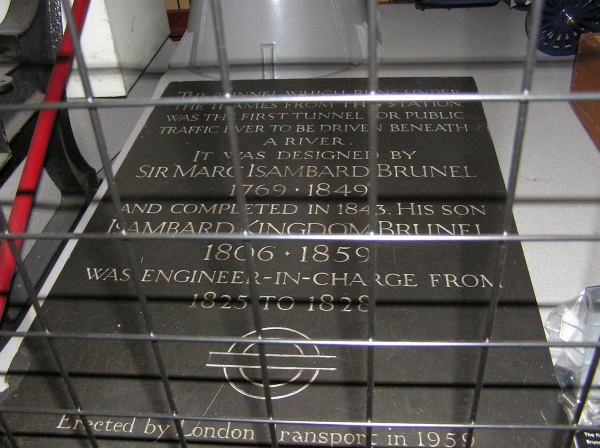 THE TUNNEL WHICH RUNS UNDER
THE THAMES FROM THIS STATION
WAS THE FIRST TUNNEL FOR PUBLIC
TRAFFIC EVER TO BE DRIVEN BENEATH
A RIVER.
IT WAS DESIGNED BY
SIR MARC ISAMBARD BRUNEL
1769 · 1849
AND COMPLETED IN 1843. HIS SON
ISAMBARD KINGDOM BRUNEL
1806 · 1859
WAS ENGINEER-IN-CHARGE FROM
1825 TO 1828
Erected by London Transport in 1959
The
Brun